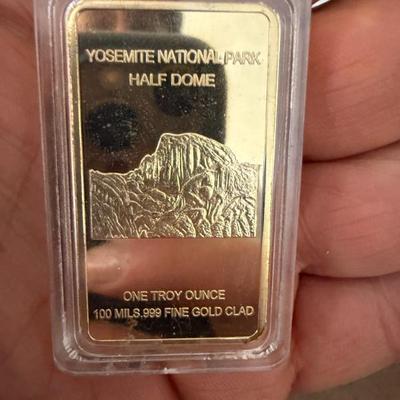 YOSEMITE NATIONAL PARK
HALF DOME
ONE TROY OUNCE
100 MILS.999 FINE GOLD CLAD